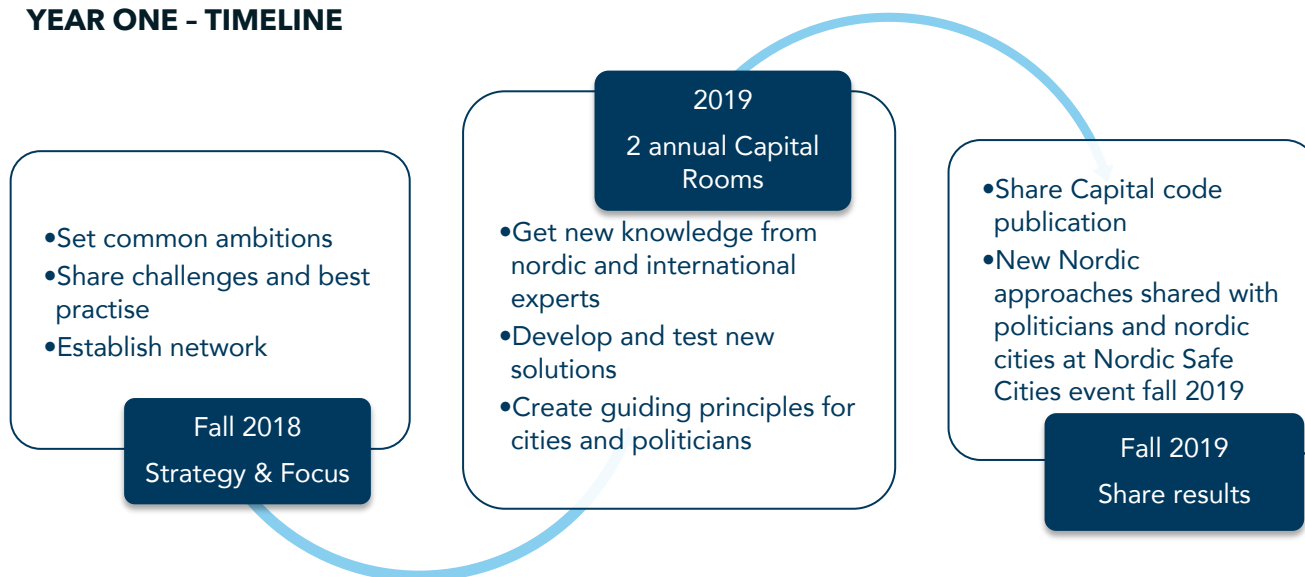 YEAR ONE – TIMELINE
•Set common ambitions
•Share challenges and best
practise
•Establish network
Fall 2018
Strategy & Focus
2019
2 annual Capital
Rooms
•Get new knowledge from
nordic and international
experts
•Develop and test new
solutions
•Create guiding principles for
cities and politicians
•Share Capital code
publication
•New Nordic
approaches shared with
politicians and nordic
cities at Nordic Safe
Cities event fall 2019
Fall 2019
Share results